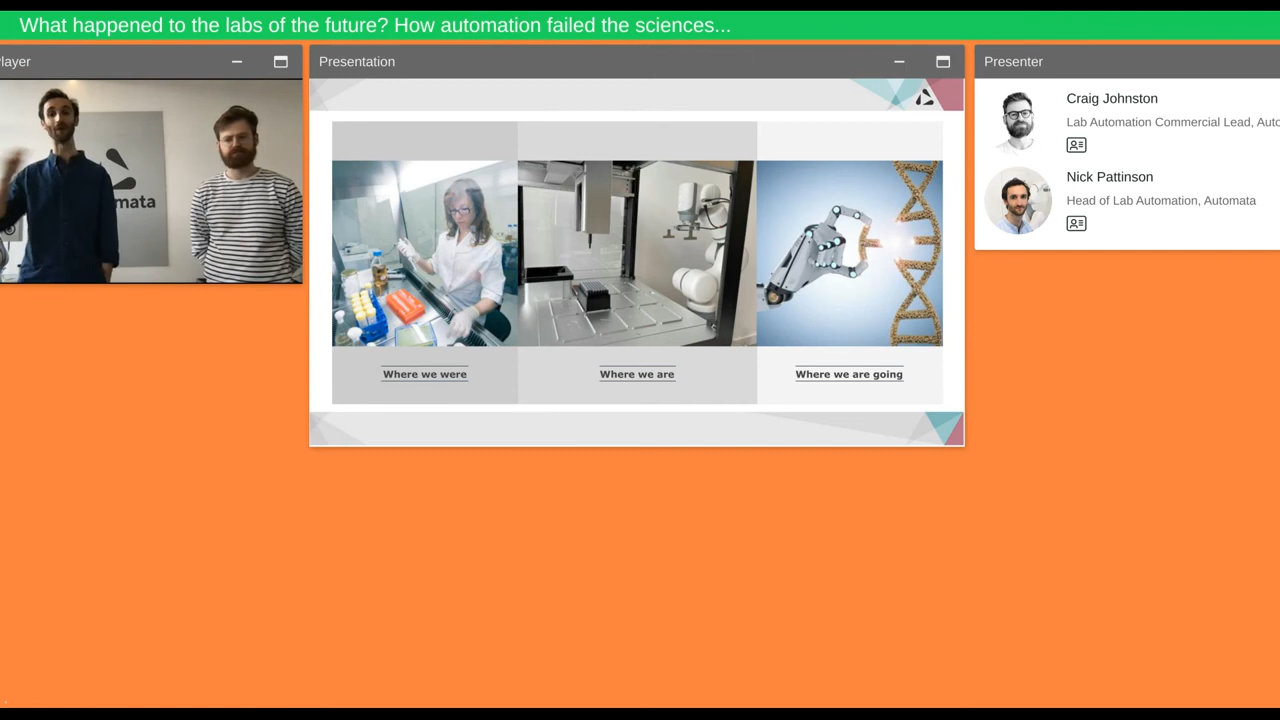 What happened to the labs of the future? How automation failed the sciences...
layer
Presentation
Presenter
mata
Where we were
Where we are
Where we are going
Craig Johnston
Lab Automation Commercial Lead, Auto
Nick Pattinson
Head of Lab Automation, Automata